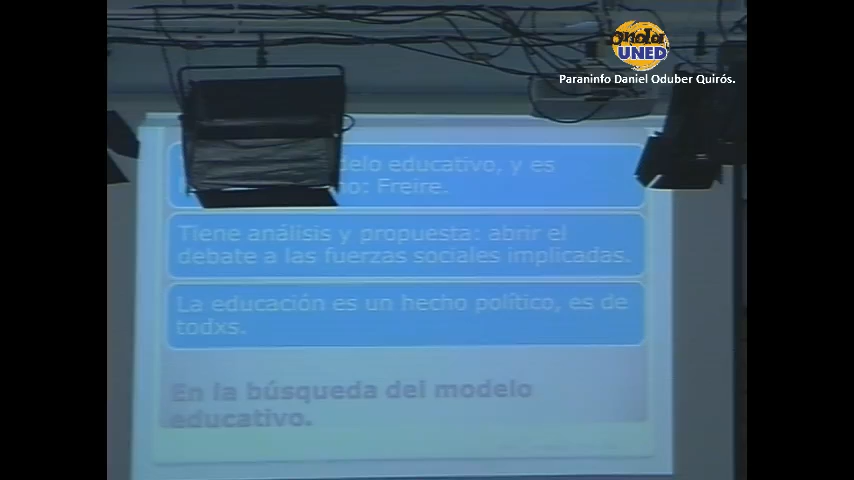 onda
UNED
Paraninfo Daniel Oduber Quirós.
educativo, y es
Freire.
Tiene análisis y propuesta: abrir el
debate a las fuerzas sociales implicadas.
La educación es un hecho político, es de
todxs.
En la búsqueda del modelo
educativo.